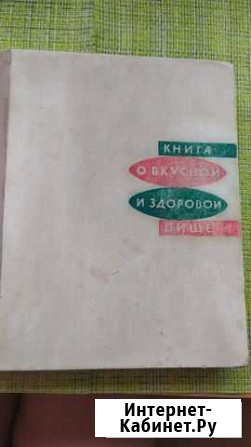 КНИГА
О ВКУСНОЙ
И ЗДОРОВОЙ
ПИЩЕ
Интернет-
Кабинет.Ру